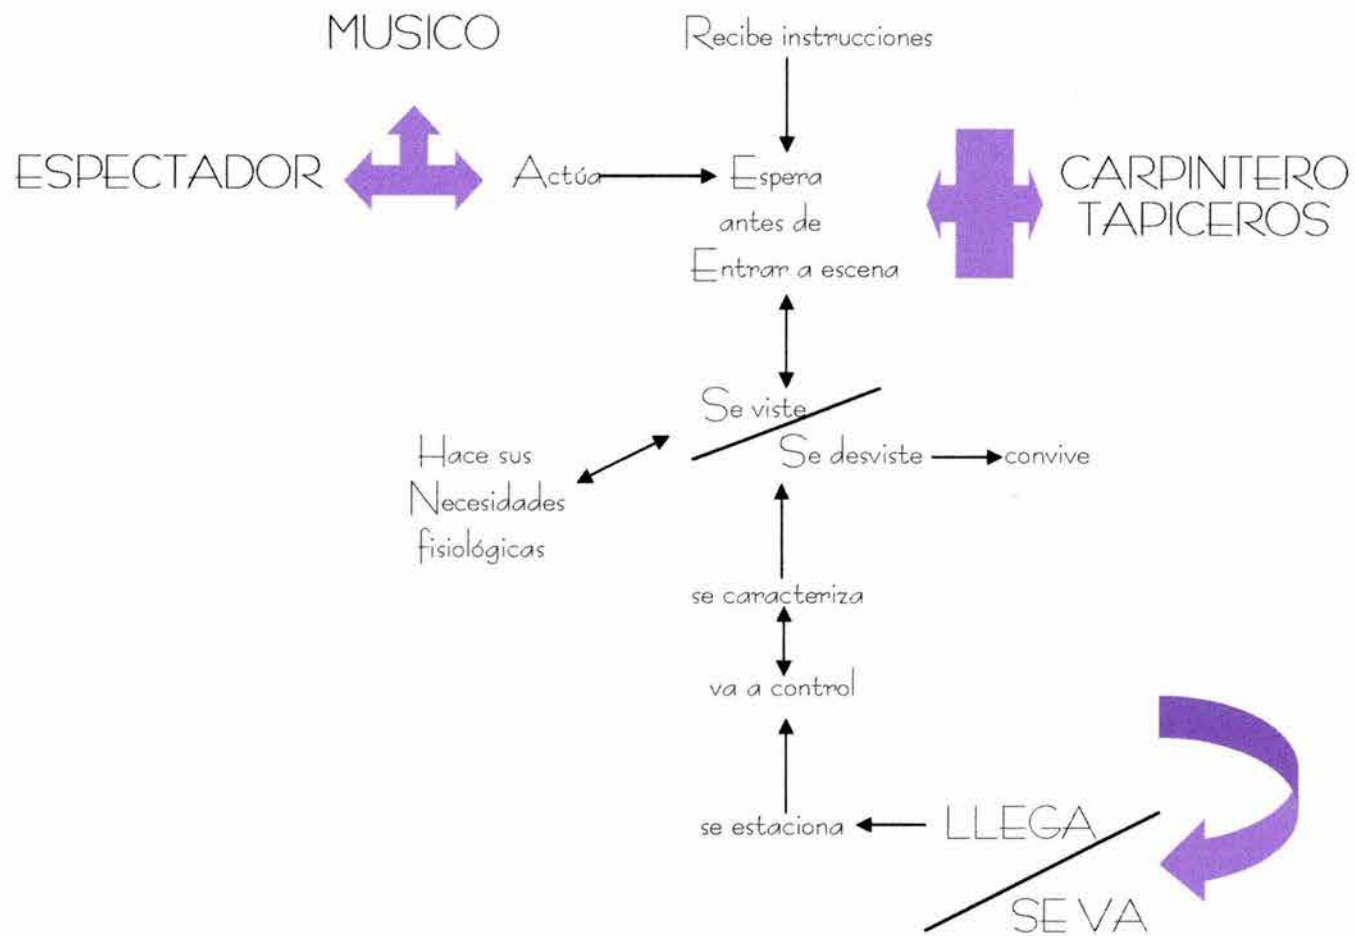 MUSICO
Recibe instrucciones
ESPECTADOR
Actúa
Espera
antes de
Entrar a escena
CARPINTERO
TAPICEROS
Se viste
Se desviste
convive
Hace sus
Necesidades
fisiológicas
se caracteriza
va a control
se estaciona
LLEGA
SE VA